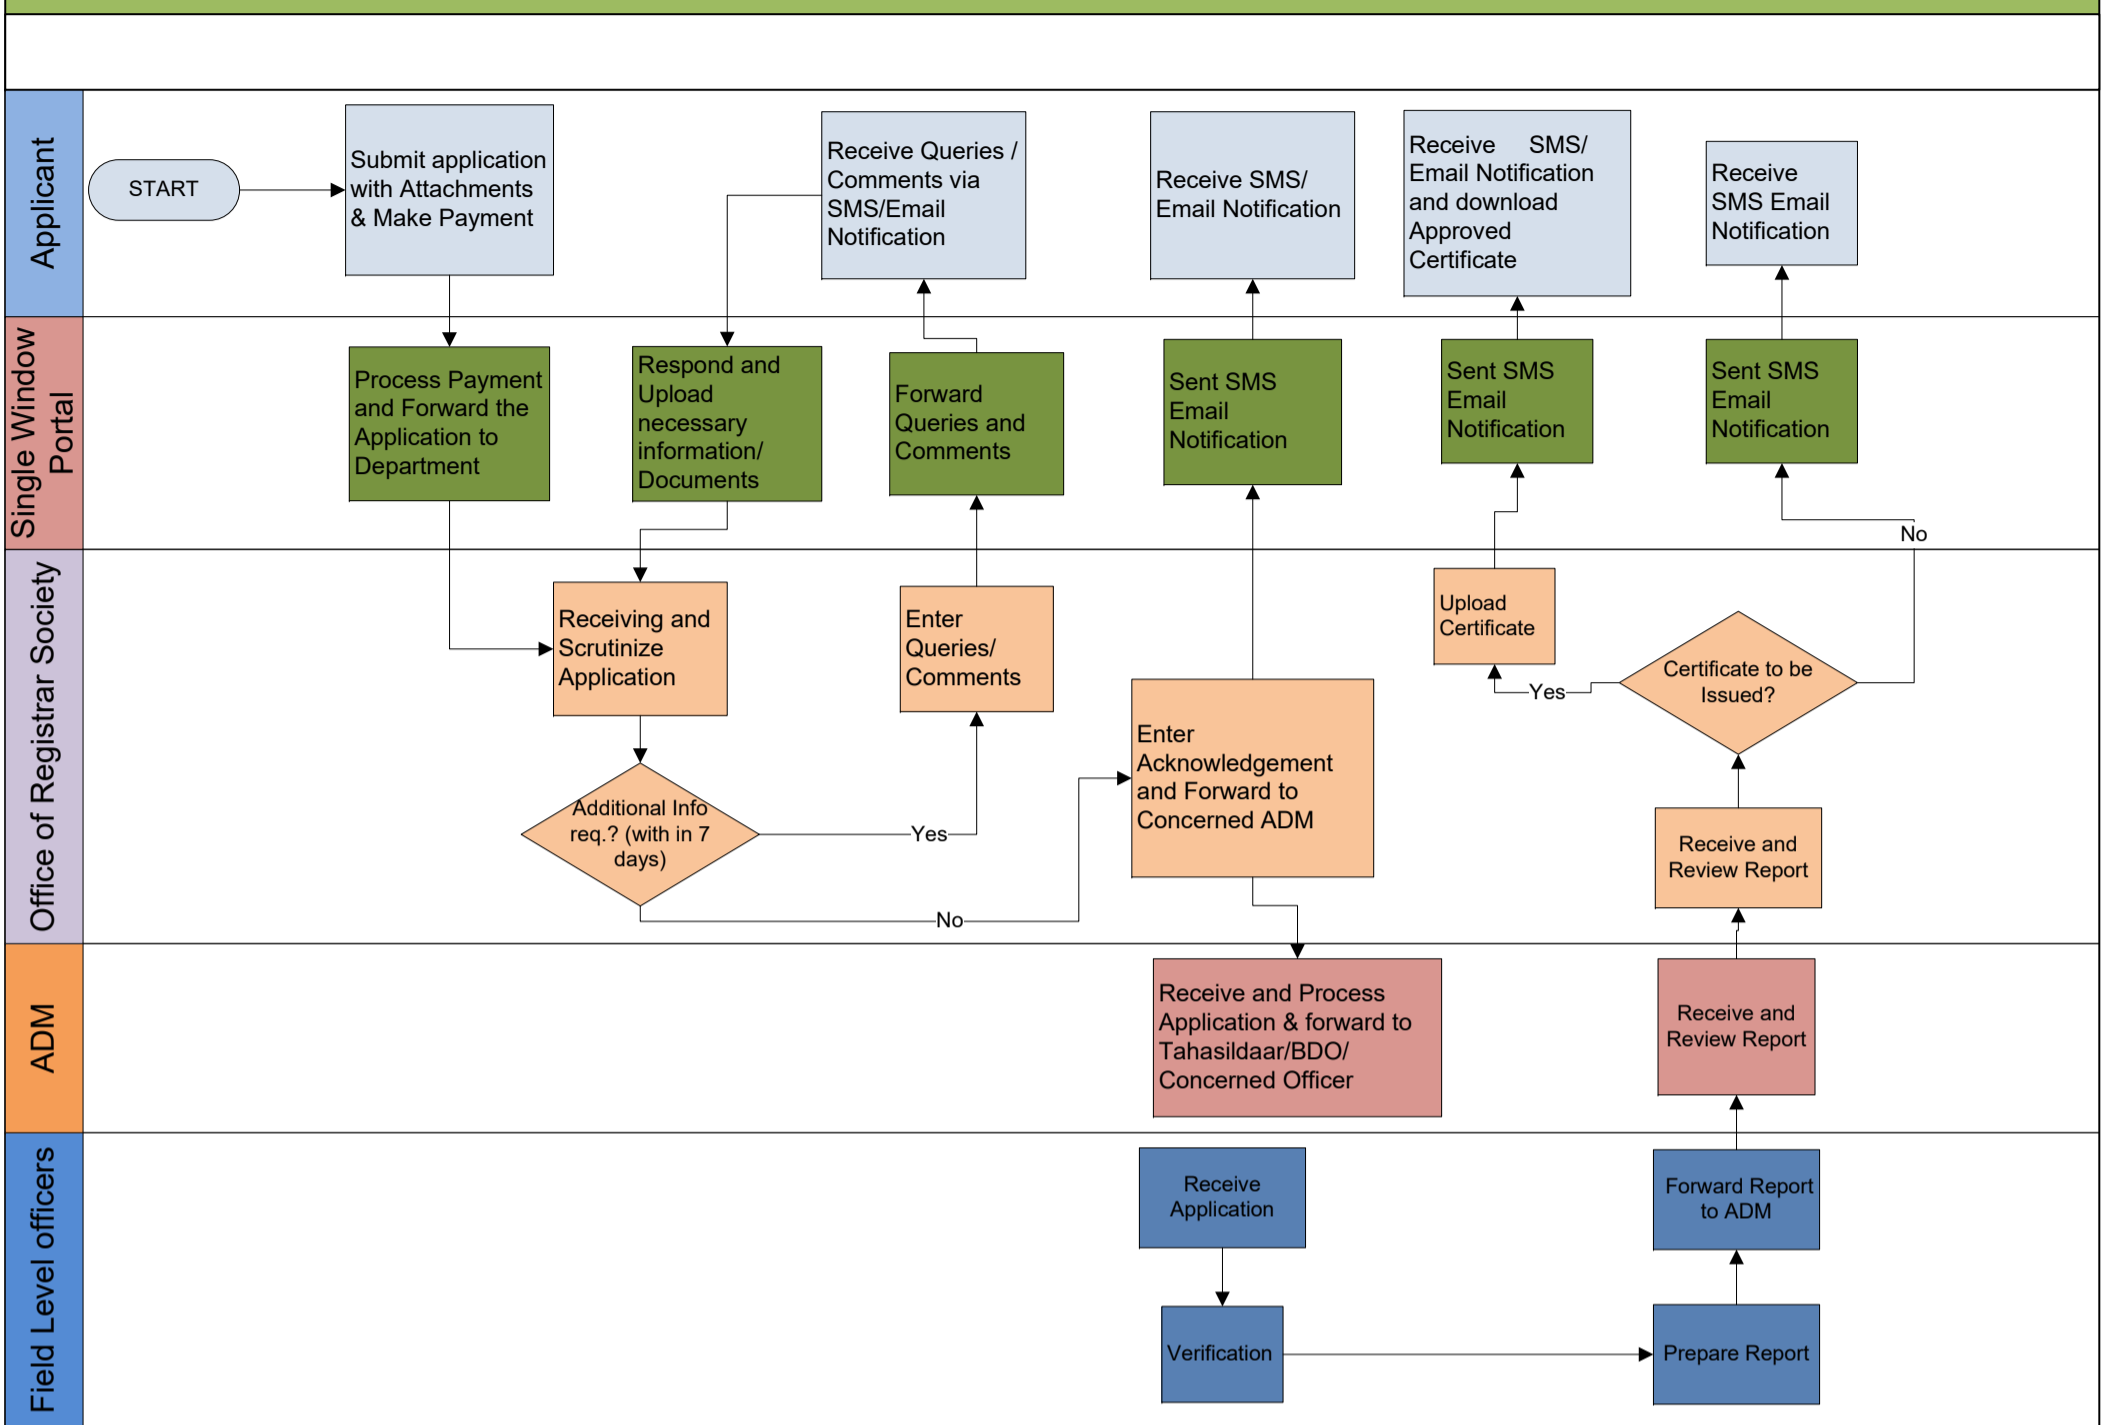 Applicant
START
Submit application
with Attachments
& Make Payment
Receive Queries /
Comments via
SMS/Email
Notification
Receive SMS/
Email Notification
Receive SMS/
Email Notification
and download
Approved
Certificate
Receive
SMS Email
Notification
Single Window
Portal
Process Payment
and Forward the
Application to
Department
Respond and
Upload
necessary
information/
Documents
Forward
Queries and
Comments
Sent SMS
Email
Notification
Sent SMS
Email
Notification
Sent SMS
Email
Notification
No
Office of Registrar Society
Receiving and
Scrutinize
Application
Enter
Queries/
Comments
Upload
Certificate
Yes
Certificate to be
Issued?
Additional Info
req.? (with in 7
days)
Yes
No
Enter
Acknowledgement
and Forward to
Concerned ADM
Receive and
Review Report
ADM
Receive and Process
Application & forward to
Tahasildaar/BDO/
Concerned Officer
Receive and
Review Report
Field Level officers
Receive
Application
Forward Report
to ADM
Verification
Prepare Report